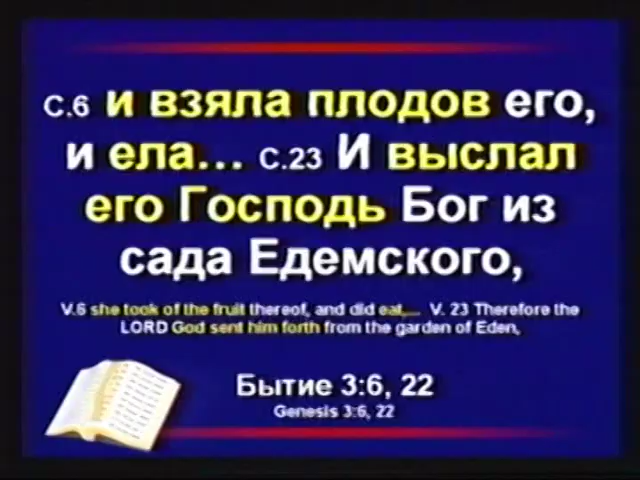 С.6 и взяла плодов его,
и ела... С.23 И выслал
его Господь Бог из
сада Едемского,
V.6 she took of the fruit thereof, and did eat,... V. 23 Therefore the
LORD God sent him forth from the garden of Eden,
Бытие 3:6, 22
Genesis 3:6, 22